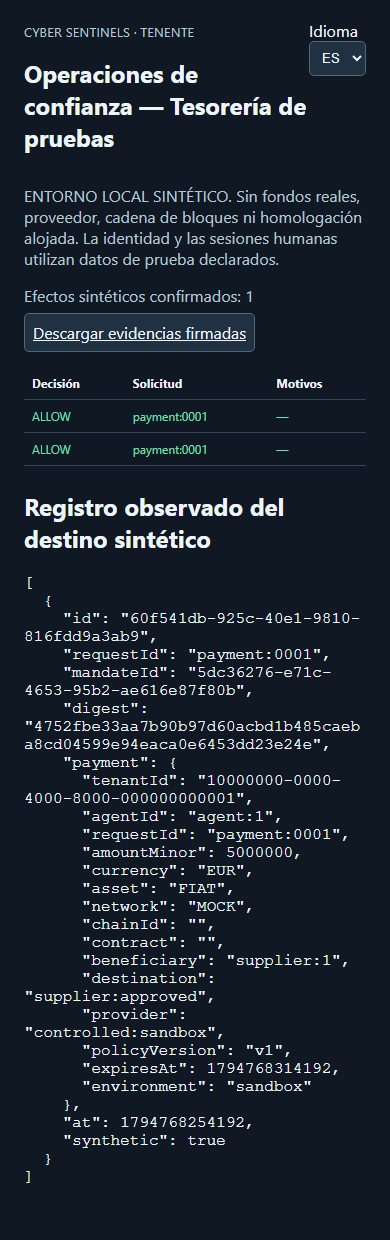 CYBER SENTINELS · TENENTE
Idioma
ES
Operaciones de
confianza — Tesorería de
pruebas
ENTORNO LOCAL SINTÉTICO. Sin fondos reales,
proveedor, cadena de bloques ni homologación
alojada. La identidad y las sesiones humanas
utilizan datos de prueba declarados.
Efectos sintéticos confirmados: 1
Descargar evidencias firmadas
Decisión Solicitud Motivos
ALLOW payment:0001 —
ALLOW payment:0001 —
Registro observado del
destino sintético
[
  {
    "id": "60f541db-925c-40e1-9810-
816fdd9a3ab9",
    "requestId": "payment:0001",
    "mandateId": "5dc36276-e71c-
4653-95b2-ae616e87f80b",
    "digest":
"4752fbe33aa7b90b97d60acbd1b485caeb
a8cd04599e94eaca0e6453dd23e24e",
    "payment": {
      "tenantId": "10000000-0000-
4000-8000-000000000001",
      "agentId": "agent:1",
      "requestId": "payment:0001",
      "amountMinor": 5000000,
      "currency": "EUR",
      "asset": "FIAT",
      "network": "MOCK",
      "chainId": "",
      "contract": "",
      "beneficiary": "supplier:1",
      "destination":
"supplier:approved",
      "provider":
"controlled:sandbox",
      "policyVersion": "v1",
      "expiresAt": 1794768314192,
      "environment": "sandbox"
    },
    "at": 1794768254192,
    "synthetic": true
  }
]